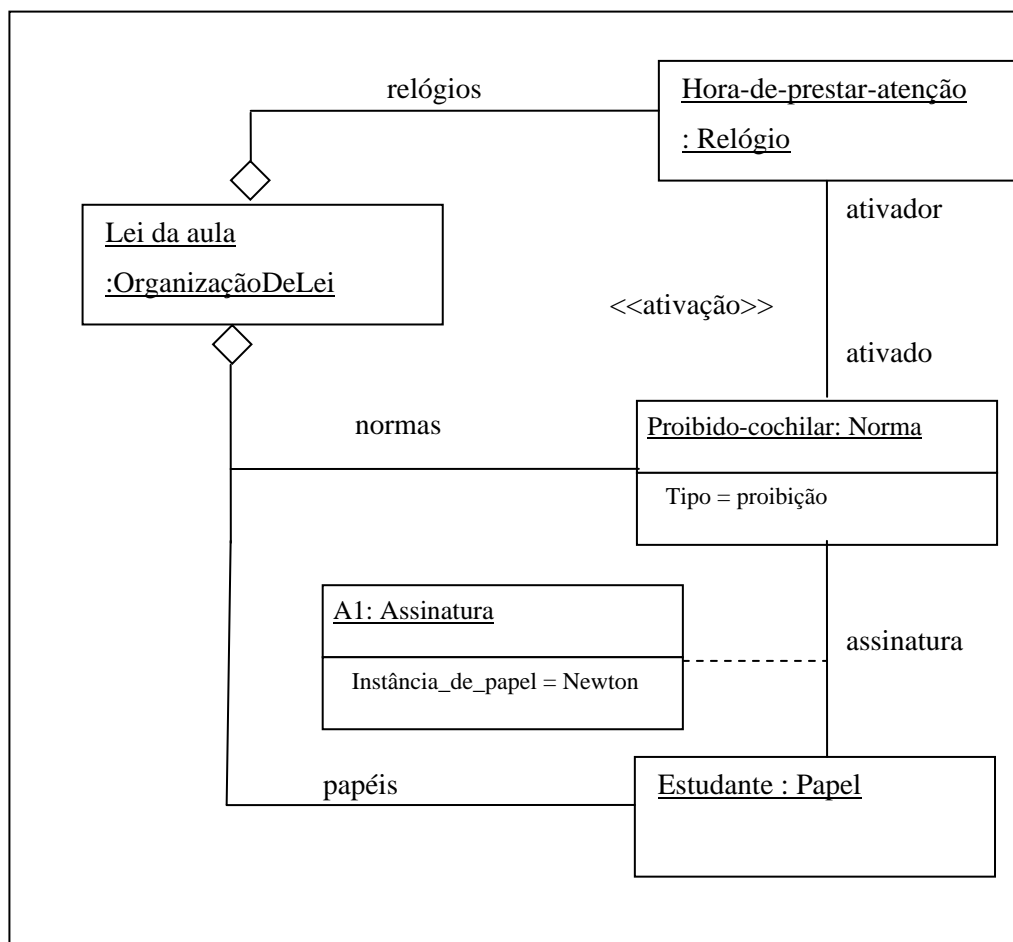 relógios
Hora-de-prestar-atenção
: Relógio
ativador
Lei da aula
:OrganizaçãoDeLei
<<ativação>>
ativado
normas
Proibido-cochilar: Norma
Tipo = proibição
A1: Assinatura
assinatura
Instância_de_papel = Newton
papéis
Estudante : Papel